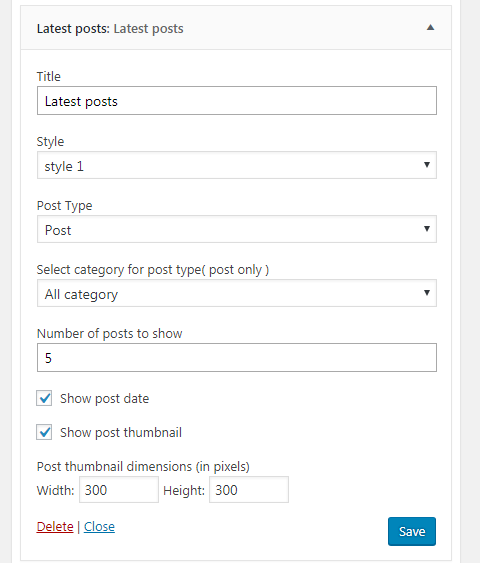 Latest posts: Latest posts
Title
Latest posts
Style
style 1
Post Type
Post
Select category for post type( post only )
All category
Number of posts to show
5
Show post date
Show post thumbnail
Post thumbnail dimensions (in pixels)
Width: 300 Height: 300
Delete | Close Save